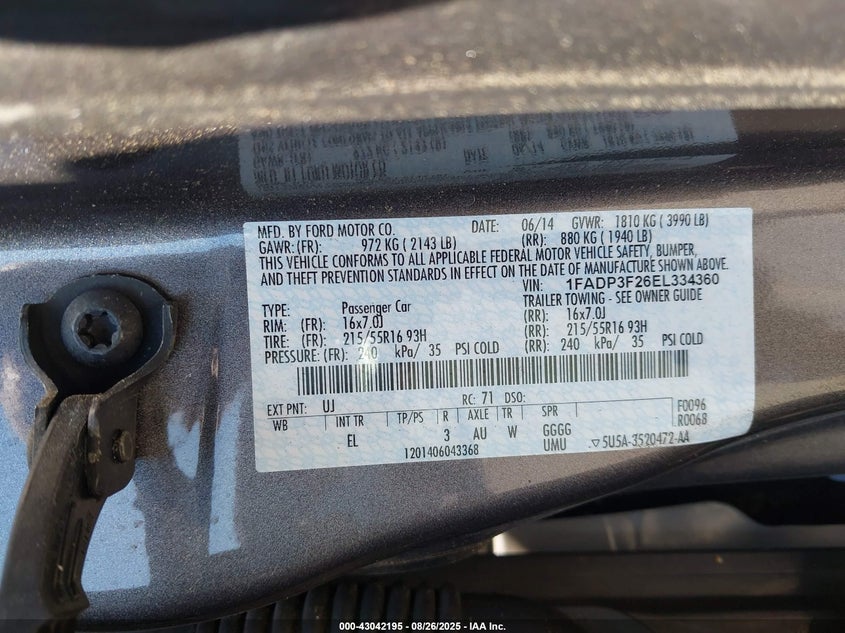 MFD. BY FORD MOTOR CO. DATE: 06/14 GVWR: 1810 KG ( 3990 LB)
GAWR:(FR): 972 KG ( 2143 LB) (RR): 880 KG ( 1940 LB)
THIS VEHICLE CONFORMS TO ALL APPLICABLE FEDERAL MOTOR VEHICLE SAFETY, BUMPER,
AND THEFT PREVENTION STANDARDS IN EFFECT ON THE DATE OF MANUFACTURE SHOWN ABOVE.
VIN: 1FADP3F26EL334360
TYPE: Passenger Car TRAILER TOWING - SEE OWNER GUIDE
RIM: (FR): 16x7.0J (RR): 16x7.0J
TIRE: (FR): 215/55R16 93H (RR): 215/55R16 93H
PRESSURE: (FR): 240 kPa/ 35 PSI COLD (RR): 240 kPa/ 35 PSI COLD
EXT PNT: UJ RC: 71 DSO:
WB INT TR TP/PS R AXLE TR SPR F0096
R0068
EL 3 AU W GGGG
UMU
1201406043368 ▽5U5A-3520472-AA
000-43042195 - 08/26/2025 - IAA Inc.